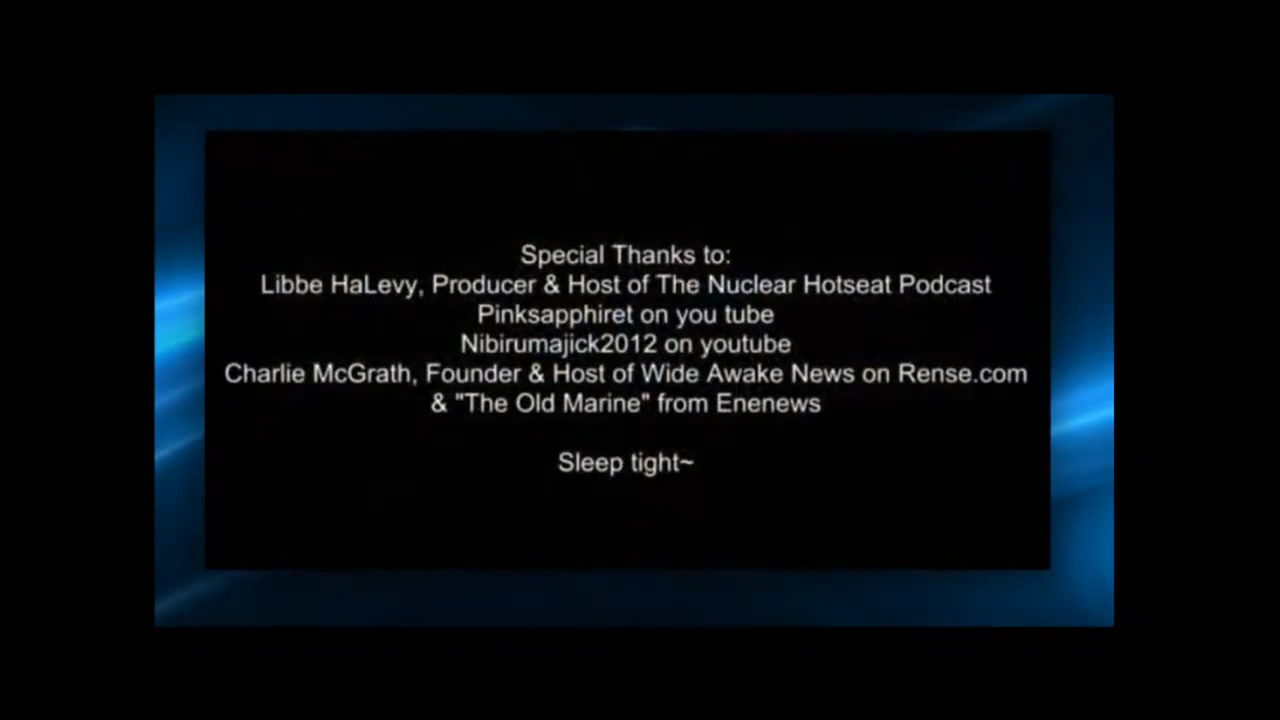 Special Thanks to:
Libbe HaLevy, Producer & Host of The Nuclear Hotseat Podcast
Pinksapphiret on you tube
Nibirumajick2012 on youtube
Charlie McGrath, Founder & Host of Wide Awake News on Rense.com
& "The Old Marine" from Enenews
Sleep tight~